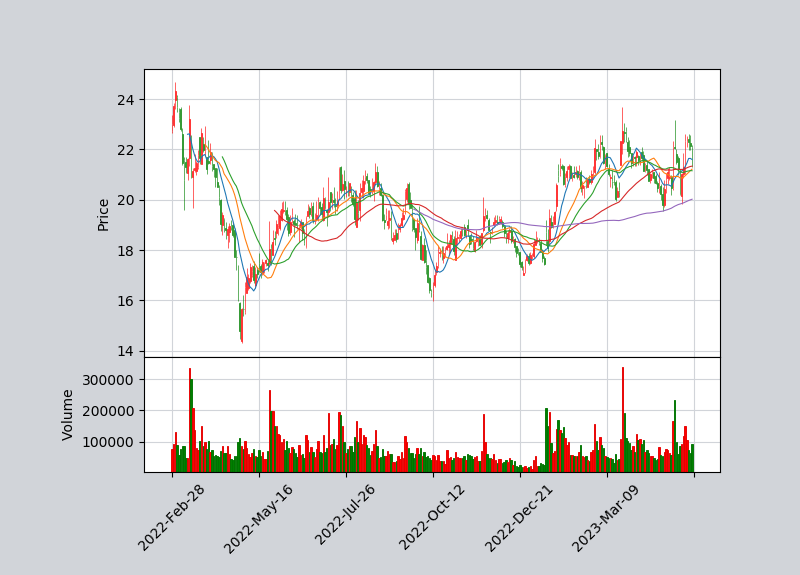 24
22
20
18
16
14
Price
300000
200000
100000
Volume
2022-Feb-28
2022-May-16
2022-Jul-26
2022-Oct-12
2022-Dec-21
2023-Mar-09